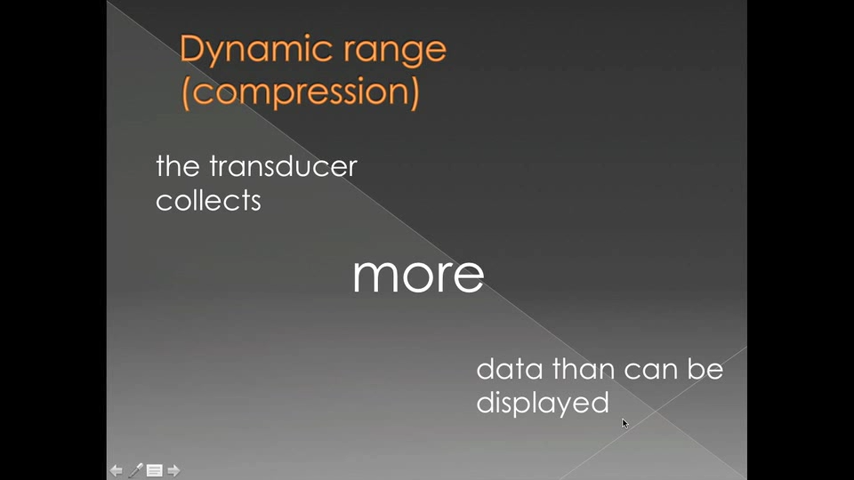 Dynamic range
(compression)
the transducer
collects
more
data than can be
displayed